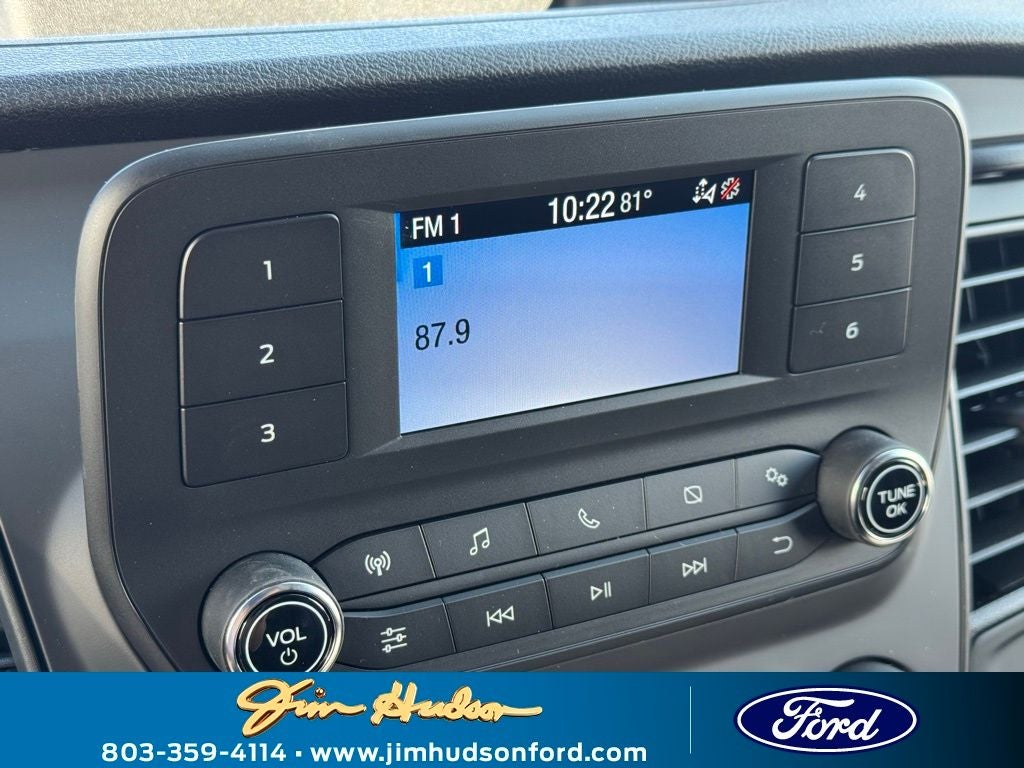 FM 1 10:22 81°
1
87.9
1
2
3
4
5
6
VOL
TUNE
OK
Jim Hudson
803-359-4114 • www.jimhudsonford.com
Ford